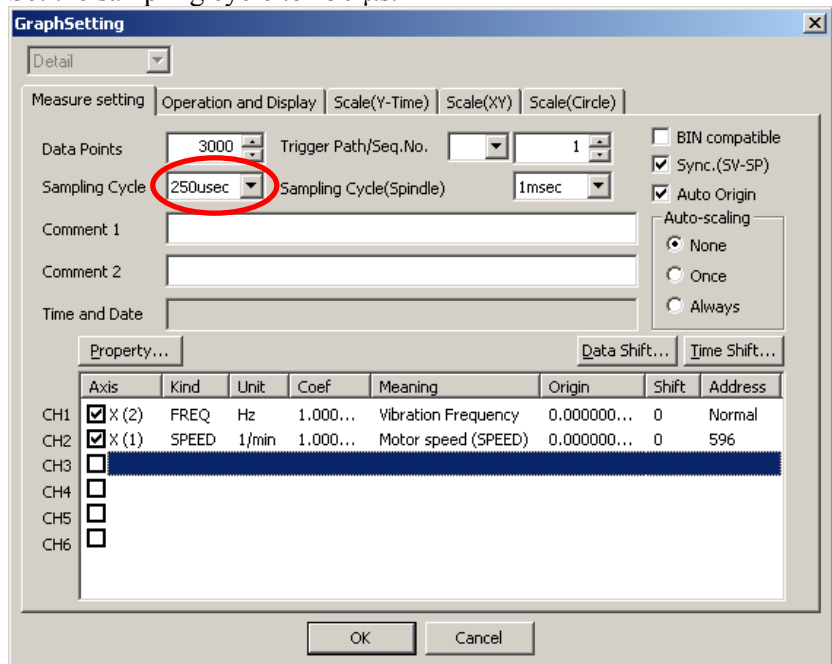 GraphSetting
Detail
Measure setting Operation and Display Scale(Y-Time) Scale(XY) Scale(Circle)
Data Points 3000 Trigger Path/Seq.No. 1 BIN compatible
Sync.(SV-SP)
Sampling Cycle 250usec Sampling Cycle(Spindle) 1msec Auto Origin
Auto-scaling
Comment 1 None
Comment 2 Once
Time and Date Always
Property... Data Shift... Time Shift...
Axis Kind Unit Coef Meaning Origin Shift Address
CH1 X (2) FREQ Hz 1.000... Vibration Frequency 0.000000... 0 Normal
CH2 X (1) SPEED 1/min 1.000... Motor speed (SPEED) 0.000000... 0 596
CH3
CH4
CH5
CH6
OK Cancel